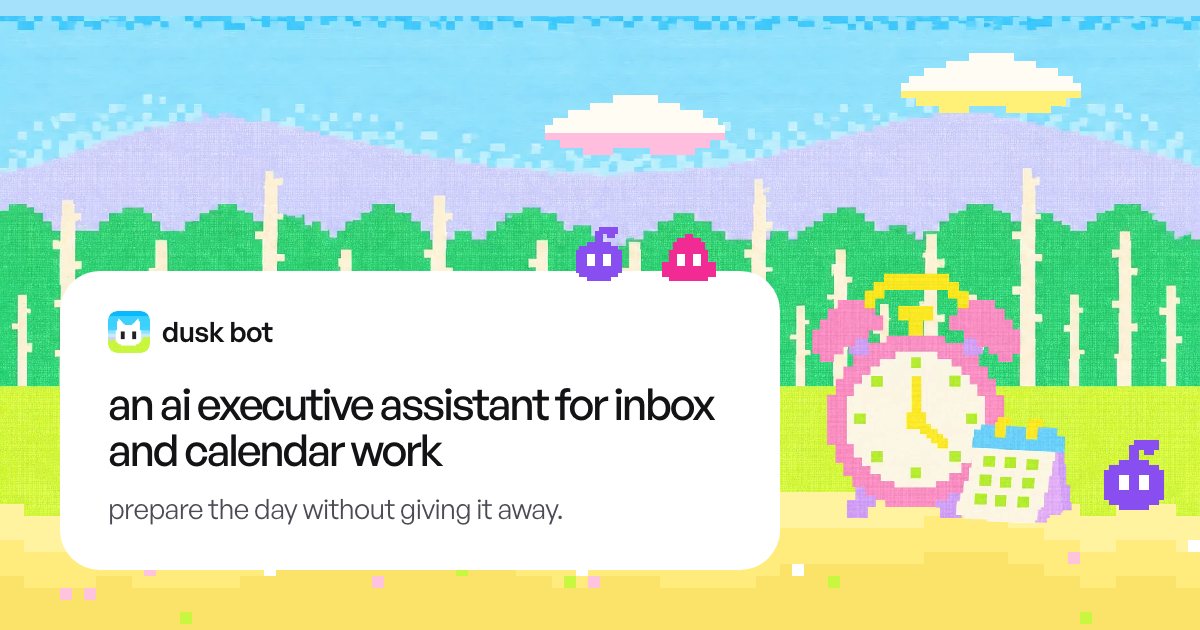 dusk bot
an ai executive assistant for inbox
and calendar work
prepare the day without giving it away.